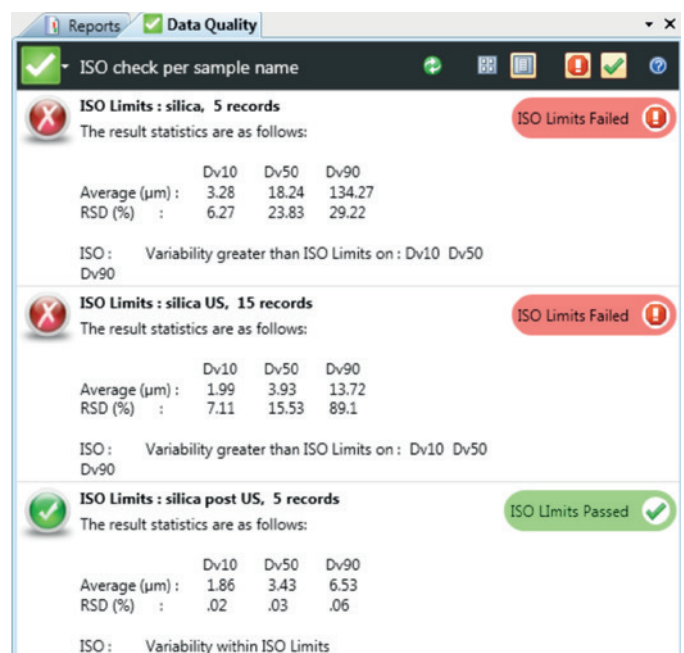 Reports Data Quality
ISO check per sample name
ISO Limits : silica, 5 records
ISO Limits Failed
The result statistics are as follows:
Dv10 Dv50 Dv90
Average (μm) : 3.28 18.24 134.27
RSD (%) : 6.27 23.83 29.22
ISO : Variability greater than ISO Limits on : Dv10 Dv50
Dv90
ISO Limits : silica US, 15 records
ISO Limits Failed
The result statistics are as follows:
Dv10 Dv50 Dv90
Average (μm) : 1.99 3.93 13.72
RSD (%) : 7.11 15.53 89.1
ISO : Variability greater than ISO Limits on : Dv10 Dv50
Dv90
ISO Limits : silica post US, 5 records
ISO LImits Passed
The result statistics are as follows:
Dv10 Dv50 Dv90
Average (μm) : 1.86 3.43 6.53
RSD (%) : .02 .03 .06
ISO : Variability within ISO Limits